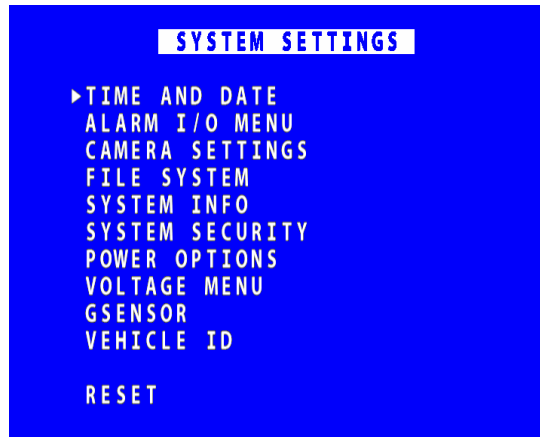 SYSTEM SETTINGS
TIME AND DATE
ALARM I/O MENU
CAMERA SETTINGS
FILE SYSTEM
SYSTEM INFO
SYSTEM SECURITY
POWER OPTIONS
VOLTAGE MENU
GSENSOR
VEHICLE ID
RESET